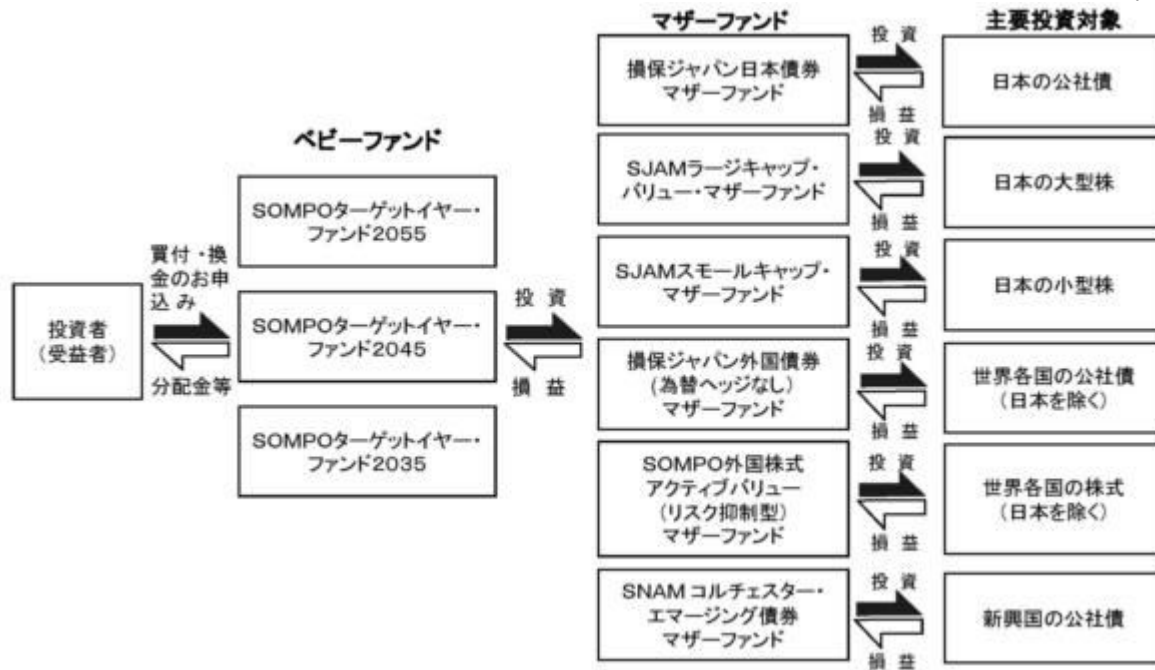 マザーファンド
主要投資対象
ベビーファンド
投資者
(受益者)
買付・換
金のお申
込み
分配金等
SOMPOターゲットイヤー・
ファンド2055
SOMPOターゲットイヤー・
ファンド2045
SOMPOターゲットイヤー・
ファンド2035
投 資
損 益
損保ジャパン日本債券
マザーファンド
投 資
損 益
日本の公社債
SJAMラージキャップ・
バリュー・マザーファンド
投 資
損 益
日本の大型株
SJAMスモールキャップ・
マザーファンド
投 資
損 益
日本の小型株
損保ジャパン外国債券
(為替ヘッジなし)
マザーファンド
投 資
損 益
世界各国の公社債
(日本を除く)
SOMPO外国株式
アクティブバリュー
(リスク抑制型)
マザーファンド
投 資
損 益
世界各国の株式
(日本を除く)
SNAM コルチェスター・
エマージング債券
マザーファンド
投 資
損 益
新興国の公社債